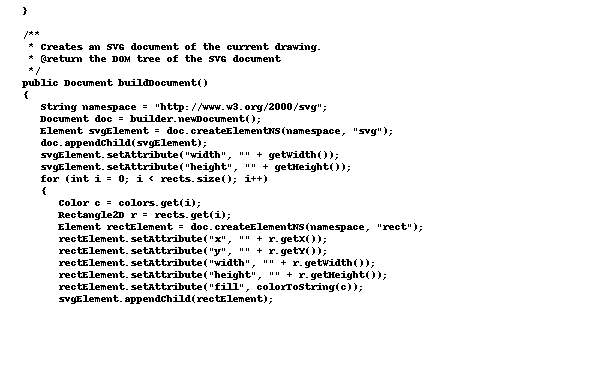 }
/**
* Creates an SVG document of the current drawing.
* @return the DOM tree of the SVG document
*/
public Document buildDocument()
{
String namespace = "http://www.w3.org/2000/svg";
Document doc = builder.newDocument();
Element svgElement = doc.createElementNS(namespace, "svg");
doc.appendChild(svgElement);
svgElement.setAttribute("width", "" + getWidth());
svgElement.setAttribute("height", "" + getHeight());
for (int i = 0; i < rects.size(); i++)
{
Color c = colors.get(i);
Rectangle2D r = rects.get(i);
Element rectElement = doc.createElementNS(namespace, "rect");
rectElement.setAttribute("x", "" + r.getX());
rectElement.setAttribute("y", "" + r.getY());
rectElement.setAttribute("width", "" + r.getWidth());
rectElement.setAttribute("height", "" + r.getHeight());
rectElement.setAttribute("fill", colorToString(c));
svgElement.appendChild(rectElement);